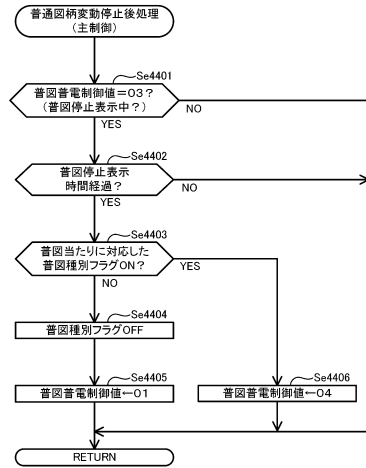 普通図柄変動停止後処理
(主制御)
Se4401
普図普電制御値=03?
(普図停止表示中?)
NO
YES
Se4402
普図停止表示
時間経過?
NO
YES
Se4403
普図当たりに対応した
普図種別フラグON?
YES
NO
Se4404
普図種別フラグOFF
Se4405
普図普電制御値←01
Se4406
普図普電制御値←04
RETURN